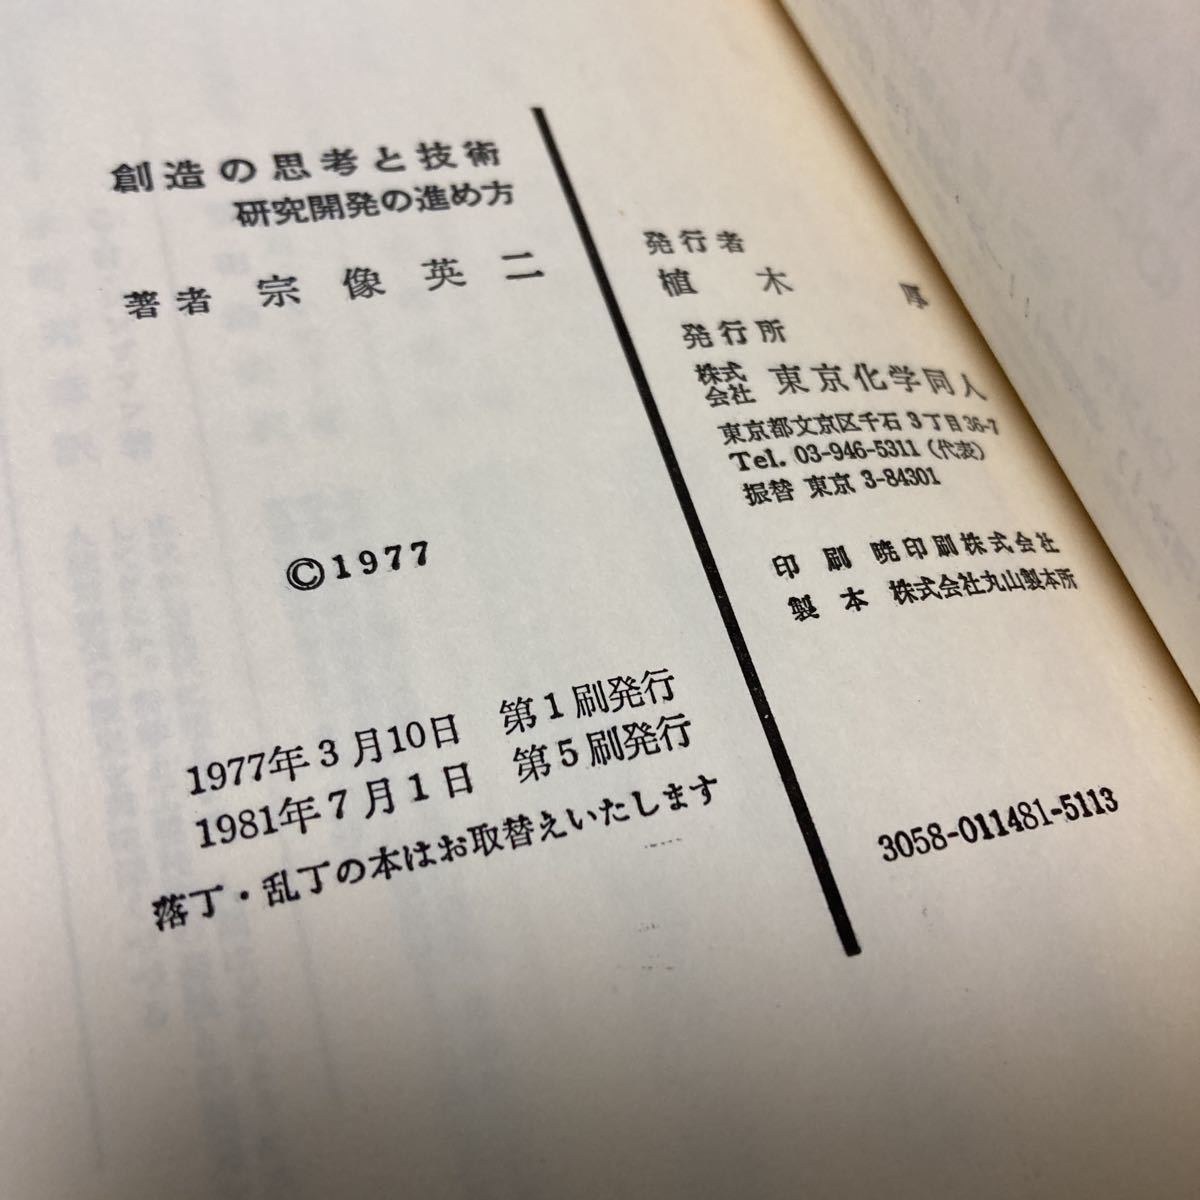 創造の思考と技術
研究開発の進め方
著者 宗像英二
©1977
1977年3月10日 第1刷発行
1981年7月1日 第5刷発行
落丁・乱丁の本はお取替えいたします
発行者
植木 厚
発行所
株式会社 東京化学同人
東京都文京区千石3丁目36-7
Tel. 03-946-5311 (代表)
振替 東京 3-84301
印刷 暁印刷株式会社
製本 株式会社丸山製本所
3058-011481-5113